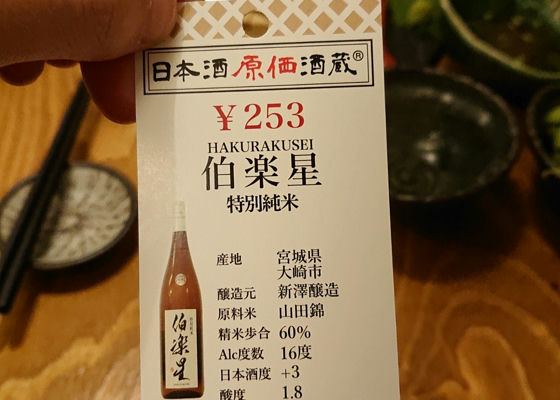 日本酒原価酒蔵®
¥253
HAKURAKUSEI
伯楽星
特別純米
産地 宮城県
大崎市
醸造元 新澤醸造
原料米 山田錦
精米歩合 60%
Alc度数 16度
日本酒度 +3
酸度 1.8
伯楽星